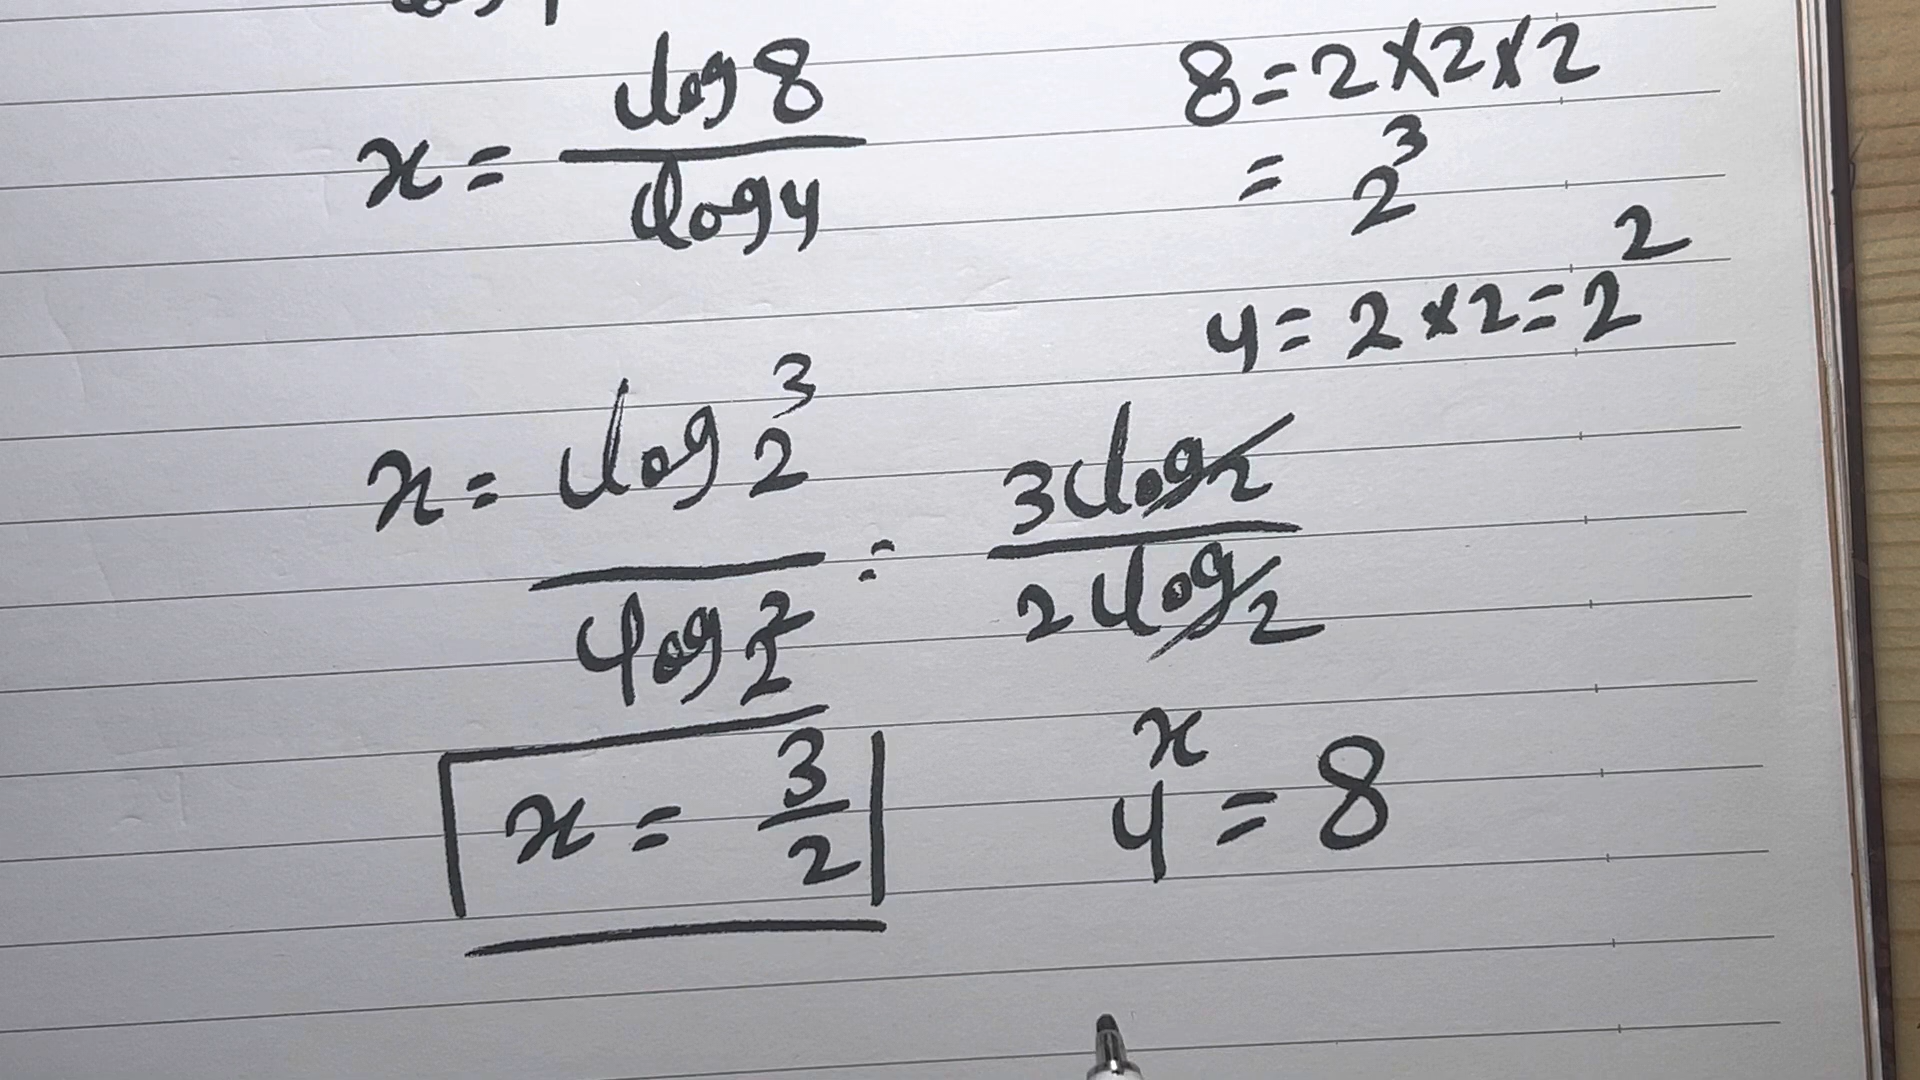 x = log 8 / log 4
8 = 2 × 2 × 2
= 2³
4 = 2 × 2 = 2²
x = log 2³ / log 2² = 3 log 2 / 2 log 2
x = 3/2
4ˣ = 8